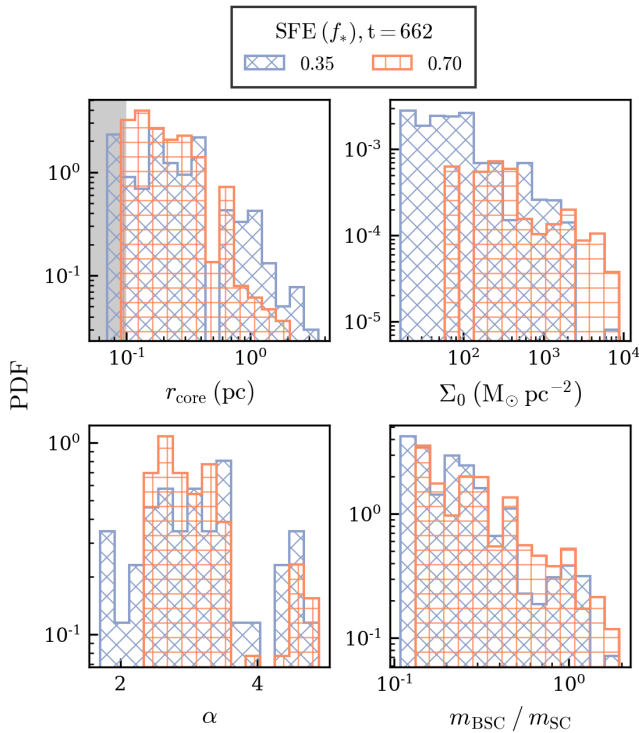 SFE (f*), t = 662
0.35 0.70
10⁰
10⁻¹
10⁻¹ 10⁰
r_core (pc)
10⁻³
10⁻⁴
10⁻⁵
10² 10³ 10⁴
Σ₀ (M⊙ pc⁻²)
PDF
10⁰
10⁻¹
2 4
α
10⁰
10⁻¹
10⁻¹ 10⁰
m_BSC / m_SC